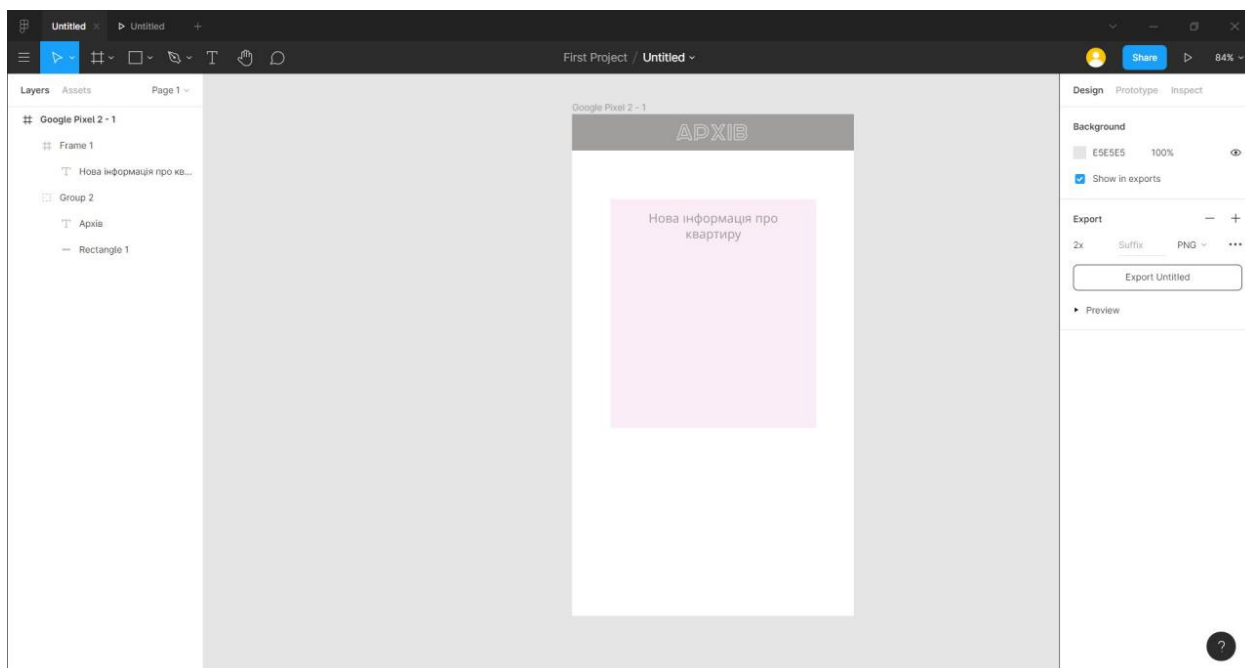 Untitled
Untitled
First Project / Untitled
Share
84%
Layers Assets Page 1
Google Pixel 2 - 1
Frame 1
Нова інформація про кв...
Group 2
Архів
Rectangle 1
Google Pixel 2 - 1
АРХІВ
Нова інформація про
квартиру
Design Prototype Inspect
Background
E5E5E5 100%
Show in exports
Export
2x Suffix PNG
Export Untitled
Preview
?